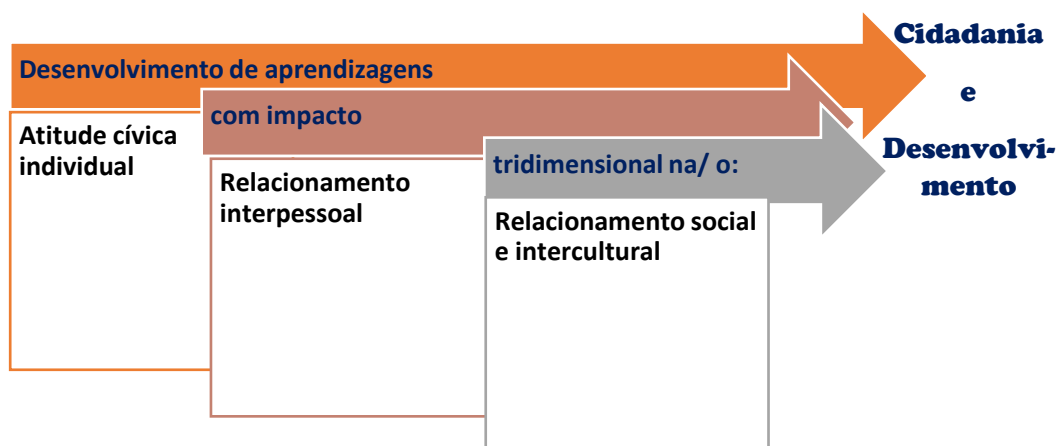 Desenvolvimento de aprendizagens
Atitude cívica
individual
com impacto
Relacionamento
interpessoal
tridimensional na/ o:
Relacionamento social
e intercultural
Cidadania
e
Desenvolvi-
mento